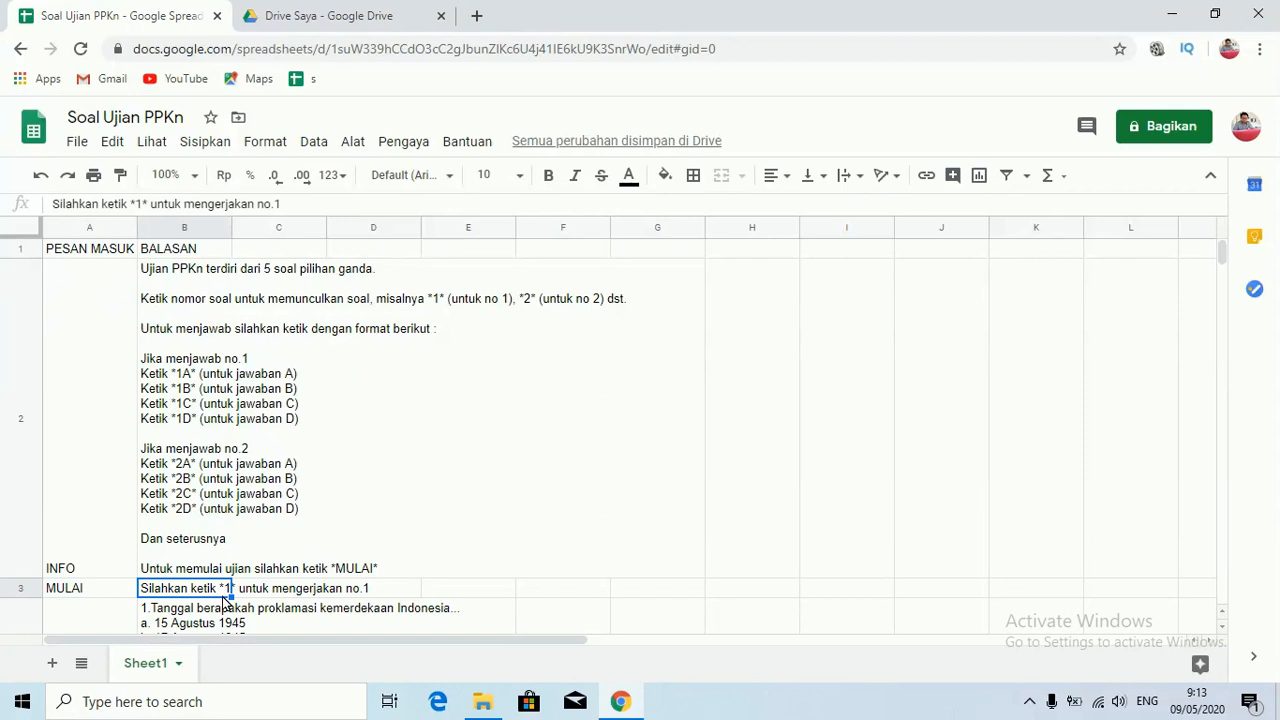 Soal Ujian PPKn - Google Spread
Drive Saya - Google Drive
docs.google.com/spreadsheets/d/1suW339hCCdO3cC2gJbunZlKc6U4j41IE6kU9K3SnrWo/edit#gid=0
Apps Gmail YouTube Maps s
Soal Ujian PPKn
File Edit Lihat Sisipkan Format Data Alat Pengaya Bantuan Semua perubahan disimpan di Drive
Bagikan
100% Rp % .0 .00 123 Default (Ari... 10 B I S A
fx Silahkan ketik *1* untuk mengerjakan no.1
A B C D E F G H I J K L
1 PESAN MASUK BALASAN
Ujian PPKn terdiri dari 5 soal pilihan ganda.
Ketik nomor soal untuk memunculkan soal, misalnya *1* (untuk no 1), *2* (untuk no 2) dst.
Untuk menjawab silahkan ketik dengan format berikut :
Jika menjawab no.1
Ketik *1A* (untuk jawaban A)
Ketik *1B* (untuk jawaban B)
Ketik *1C* (untuk jawaban C)
2 Ketik *1D* (untuk jawaban D)
Jika menjawab no.2
Ketik *2A* (untuk jawaban A)
Ketik *2B* (untuk jawaban B)
Ketik *2C* (untuk jawaban C)
Ketik *2D* (untuk jawaban D)
Dan seterusnya
INFO Untuk memulai ujian silahkan ketik *MULAI*
3 MULAI Silahkan ketik *1* untuk mengerjakan no.1
1.Tanggal berapakah proklamasi kemerdekaan Indonesia...
a. 15 Agustus 1945
Activate Windows
Go to Settings to activate Windows.
Sheet1
Type here to search
ENG
9:13
09/05/2020